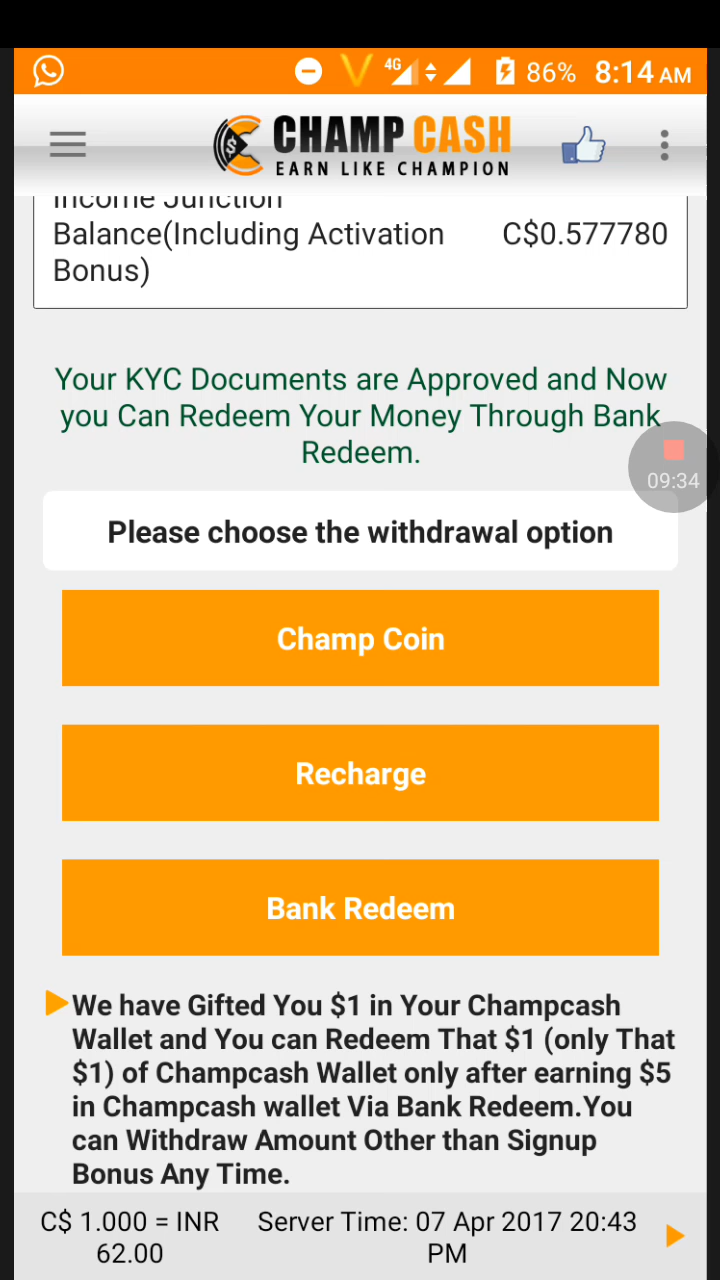 4G 86% 8:14 AM
CHAMP CASH
EARN LIKE CHAMPION
Income Junction
Balance(Including Activation C$0.577780
Bonus)
Your KYC Documents are Approved and Now
you Can Redeem Your Money Through Bank
Redeem.
09:34
Please choose the withdrawal option
Champ Coin
Recharge
Bank Redeem
We have Gifted You $1 in Your Champcash
Wallet and You can Redeem That $1 (only That
$1) of Champcash Wallet only after earning $5
in Champcash wallet Via Bank Redeem.You
can Withdraw Amount Other than Signup
Bonus Any Time.
C$ 1.000 = INR Server Time: 07 Apr 2017 20:43
62.00 PM